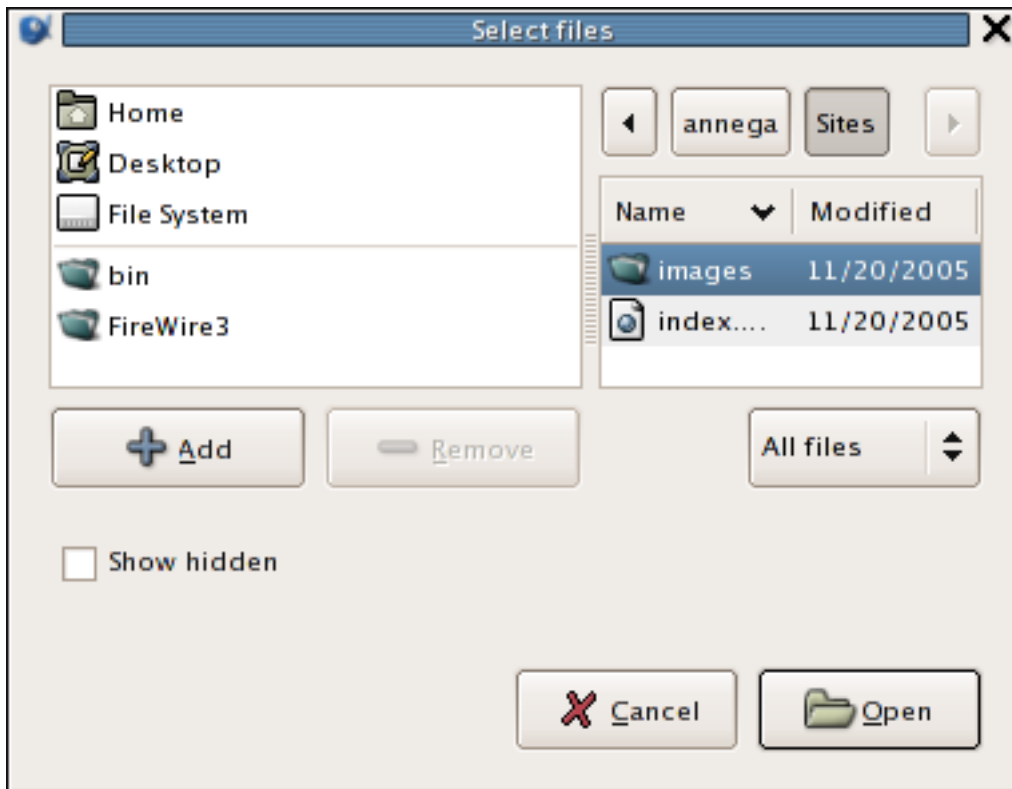 Select files
Home
Desktop
File System
bin
FireWire3
annega Sites
Name Modified
images 11/20/2005
index.... 11/20/2005
Add Remove All files
Show hidden
Cancel Open